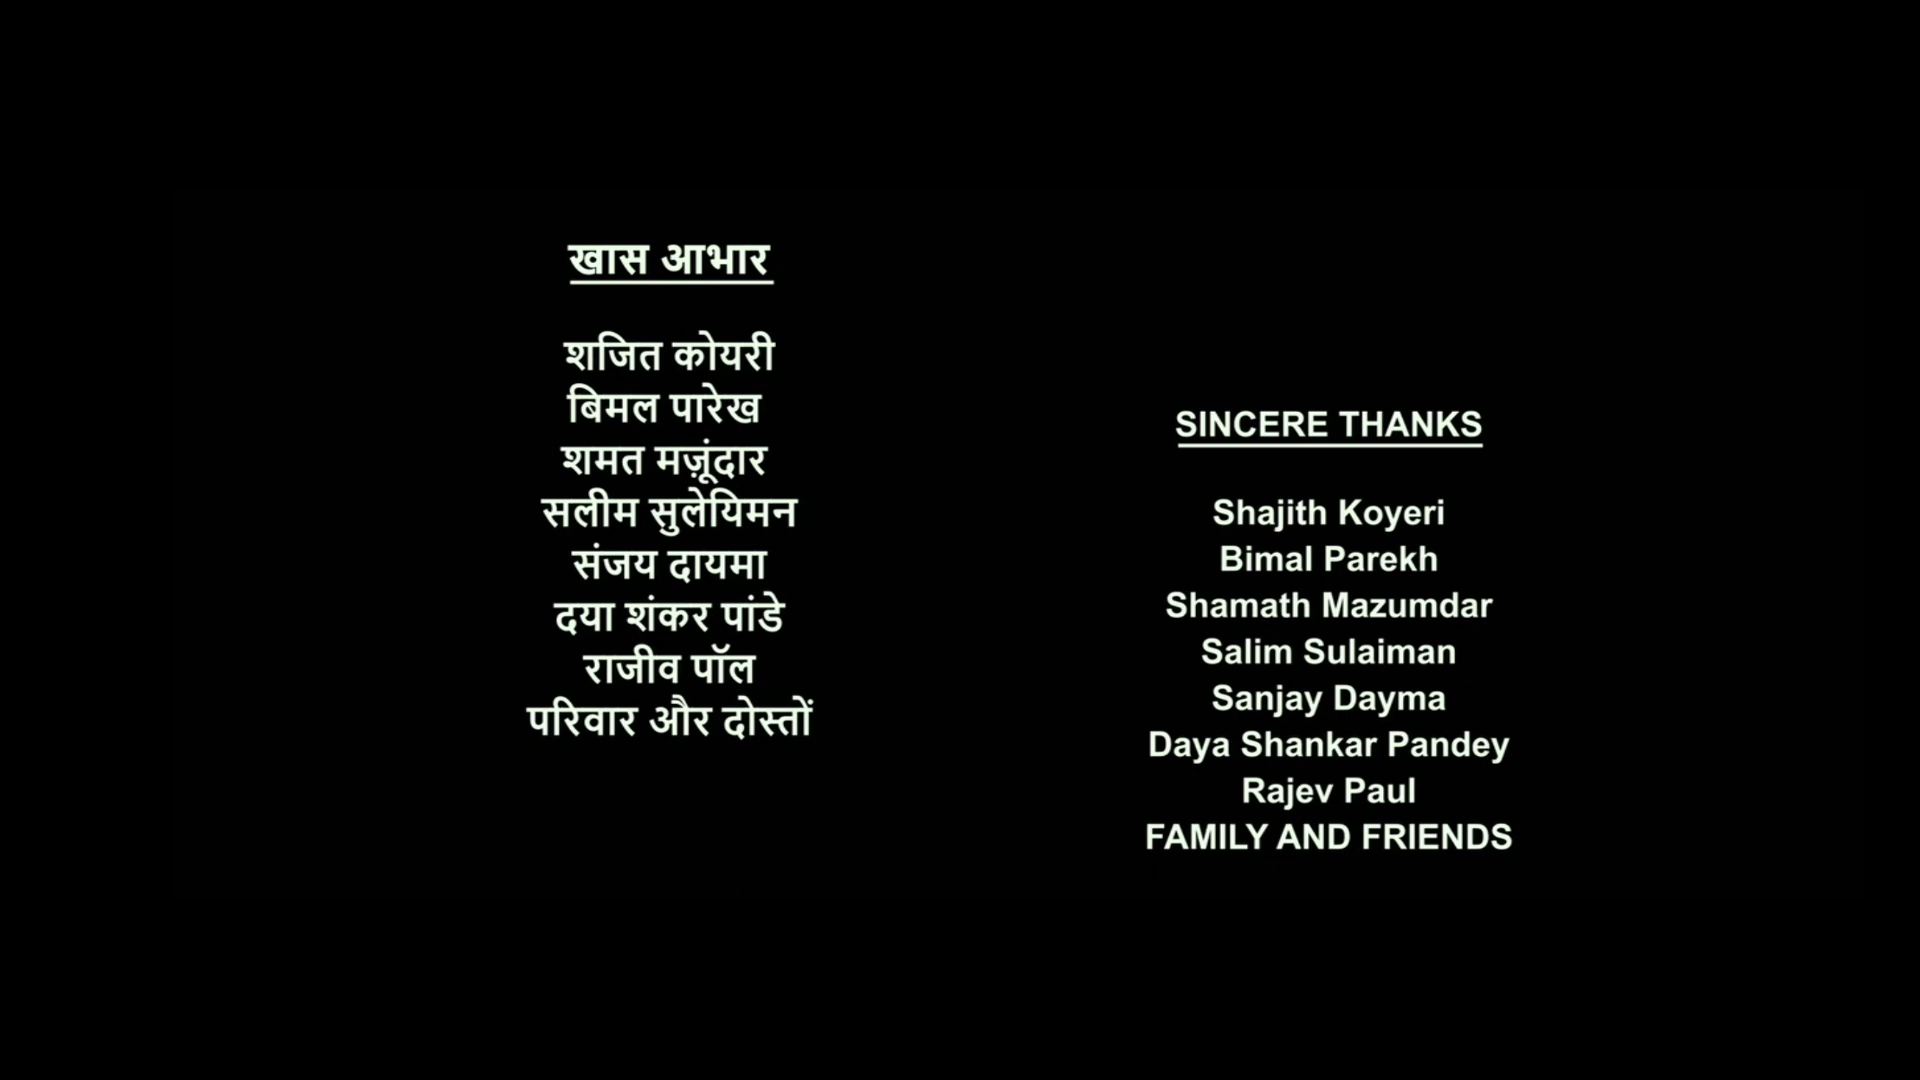 खास आभार
शजित कोयरी
बिमल पारेख
शमत मज़ूंदार
सलीम सुलेयिमन
संजय दायमा
दया शंकर पांडे
राजीव पॉल
परिवार और दोस्तों
SINCERE THANKS
Shajith Koyeri
Bimal Parekh
Shamath Mazumdar
Salim Sulaiman
Sanjay Dayma
Daya Shankar Pandey
Rajev Paul
FAMILY AND FRIENDS